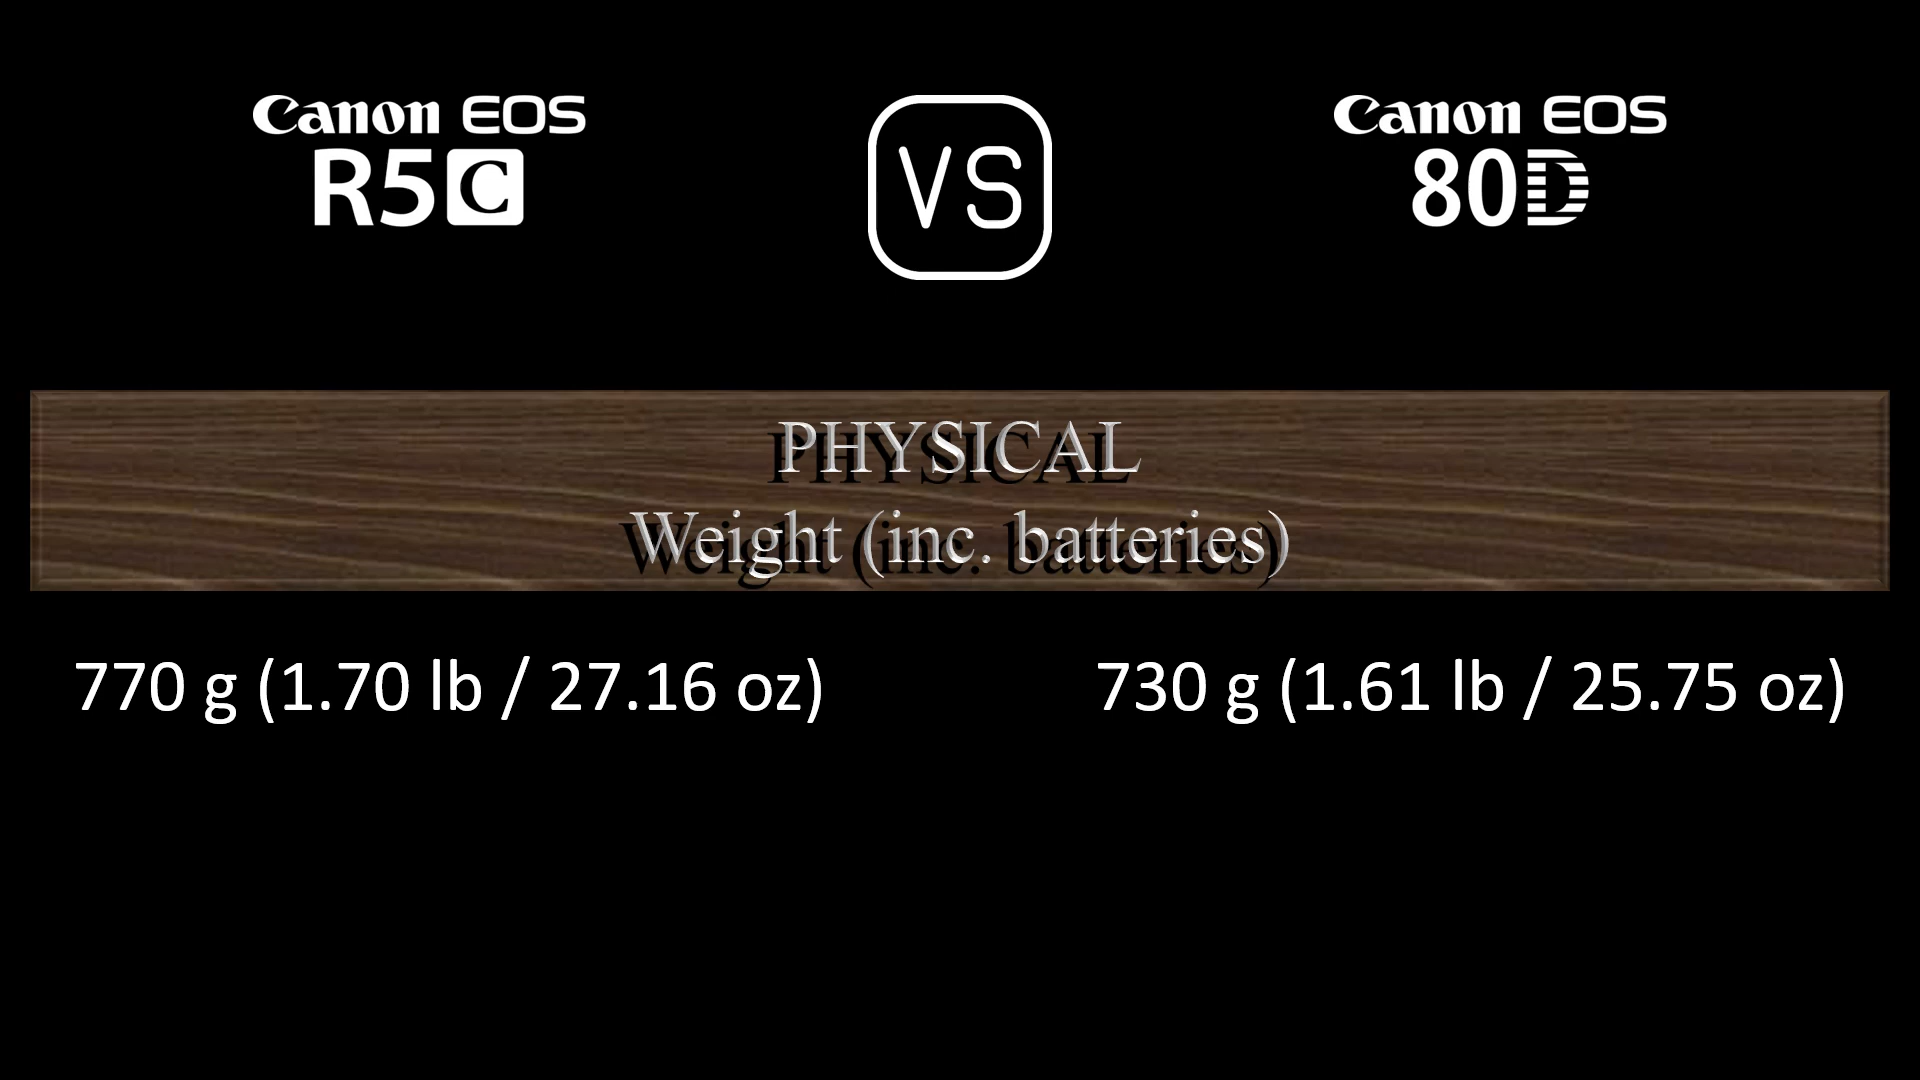 Canon EOS
R5 C
VS
Canon EOS
80D
PHYSICAL
Weight (inc. batteries)
770 g (1.70 lb / 27.16 oz)
730 g (1.61 lb / 25.75 oz)